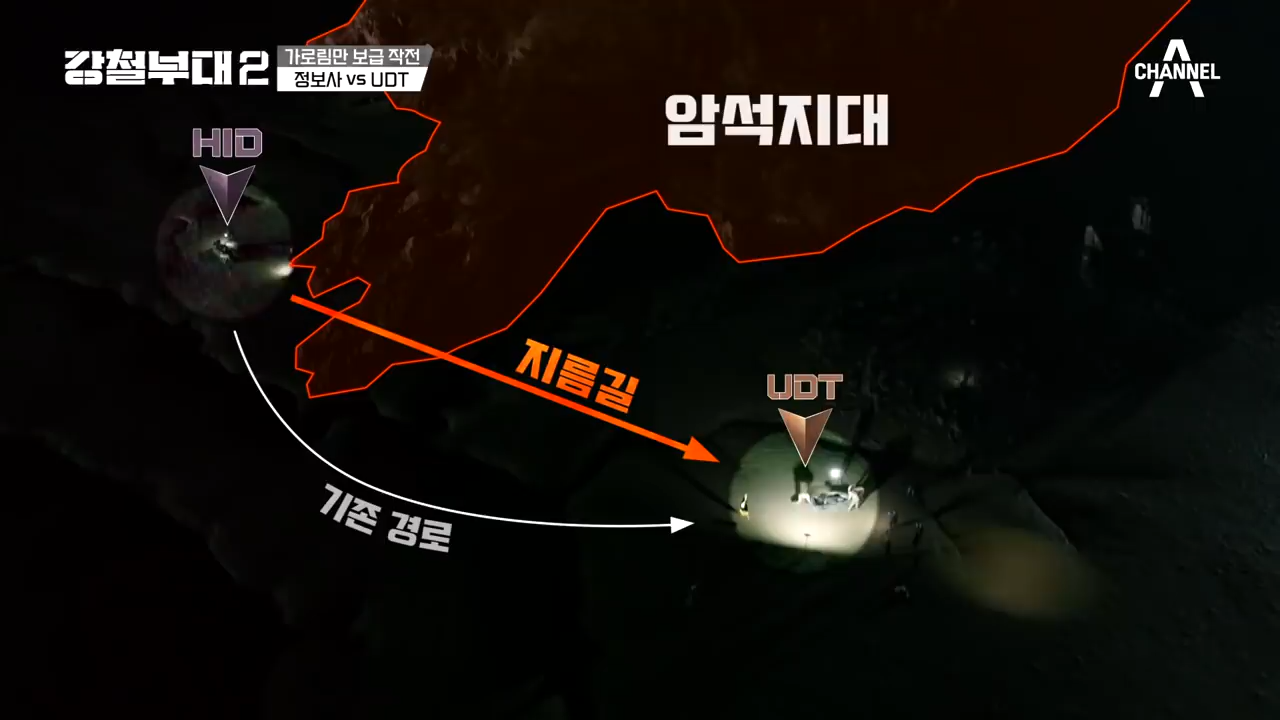 강철부대2
가로림만 보급 작전
정보사 vs UDT
CHANNEL A
HID
암석지대
지름길
UDT
기존 경로